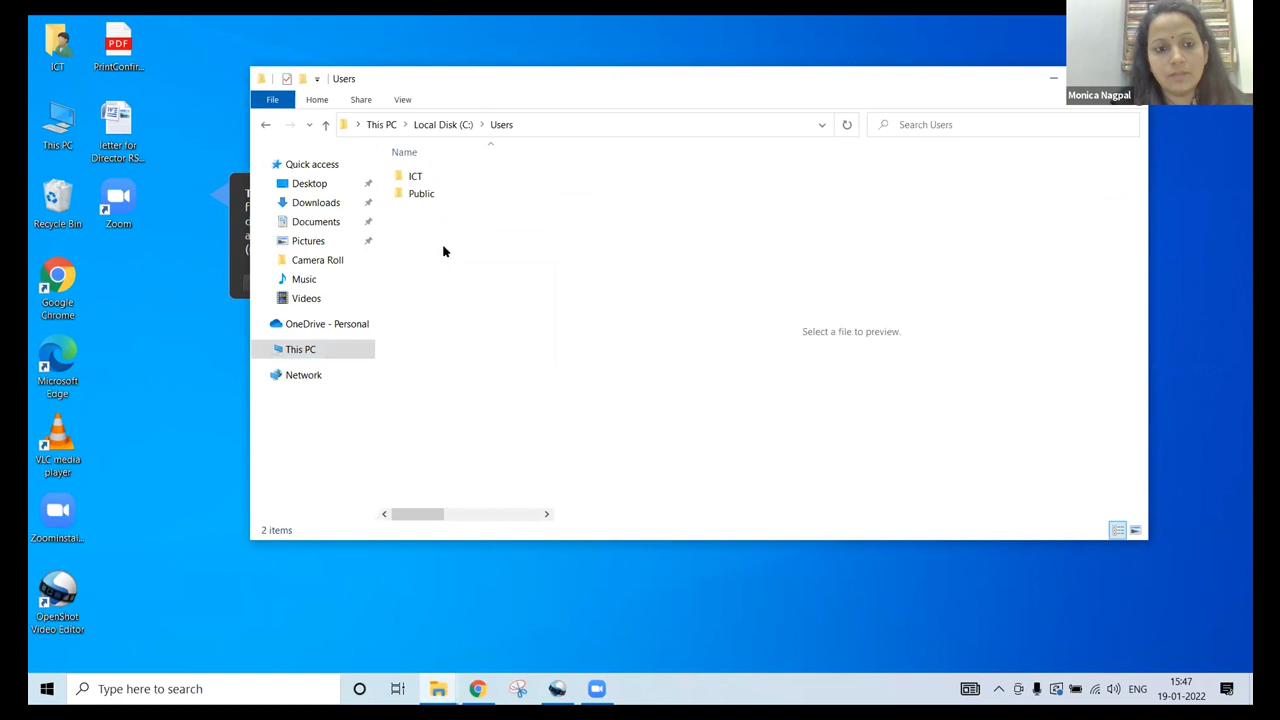 Monica Nagpal
ICT
PDF
PrintConfir...
This PC
letter for
Director RS...
Recycle Bin
Zoom
Google
Chrome
Microsoft
Edge
VLC media
player
ZoomInstal...
OpenShot
Video Editor
Users
File
Home
Share
View
This PC
Local Disk (C:)
Users
Search Users
Name
ICT
Public
Quick access
Desktop
Downloads
Documents
Pictures
Camera Roll
Music
Videos
OneDrive - Personal
This PC
Network
Select a file to preview.
2 items
Type here to search
ENG
15:47
19-01-2022